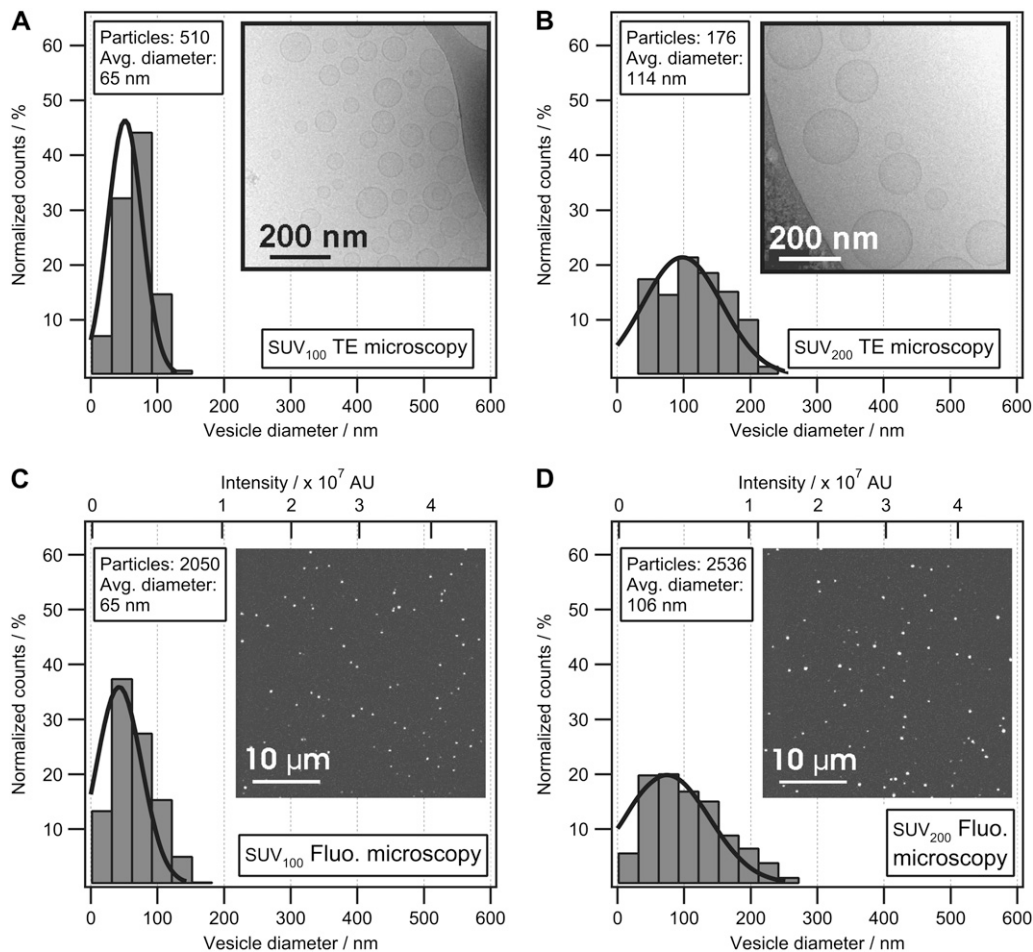 A
Particles: 510
Avg. diameter:
65 nm
200 nm
SUV₁₀₀ TE microscopy
Normalized counts / %
60
50
40
30
20
10
0 100 200 300 400 500 600
Vesicle diameter / nm
B
Particles: 176
Avg. diameter:
114 nm
200 nm
SUV₂₀₀ TE microscopy
Normalized counts / %
60
50
40
30
20
10
0 100 200 300 400 500 600
Vesicle diameter / nm
C
Intensity / x 10⁷ AU
0 1 2 3 4
Particles: 2050
Avg. diameter:
65 nm
10 µm
SUV₁₀₀ Fluo. microscopy
Normalized counts / %
60
50
40
30
20
10
0 100 200 300 400 500 600
Vesicle diameter / nm
D
Intensity / x 10⁷ AU
0 1 2 3 4
Particles: 2536
Avg. diameter:
106 nm
10 µm
SUV₂₀₀ Fluo.
microscopy
Normalized counts / %
60
50
40
30
20
10
0 100 200 300 400 500 600
Vesicle diameter / nm